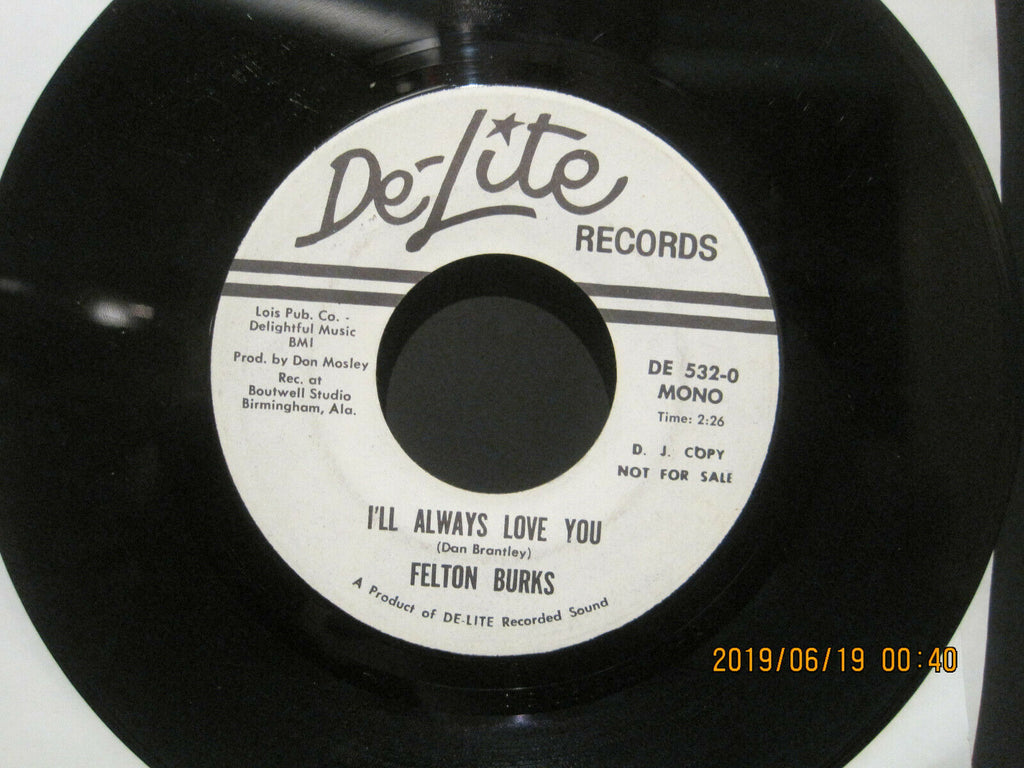 De-Lite
RECORDS
Lois Pub. Co. -
Delightful Music
BMI
Prod. by Don Mosley
Rec. at
Boutwell Studio
Birmingham, Ala.
DE 532-0
MONO
Time: 2:26
D. J. COPY
NOT FOR SALE
I'LL ALWAYS LOVE YOU
(Dan Brantley)
FELTON BURKS
A Product of DE-LITE Recorded Sound
2019/06/19 00:40